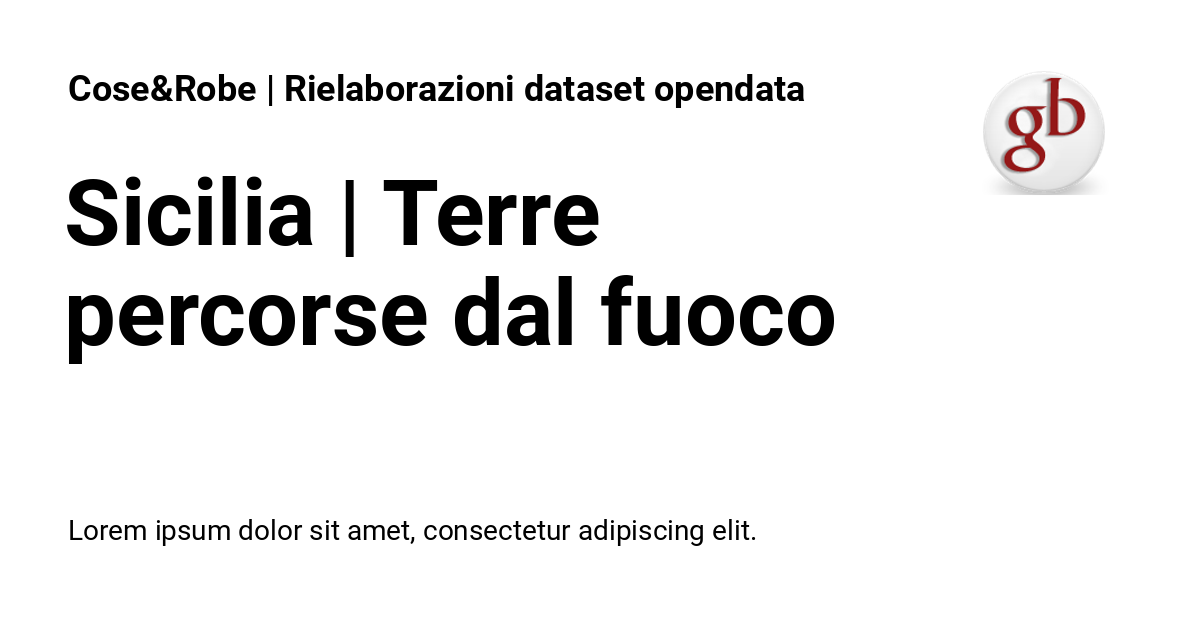 Cose&Robe | Rielaborazioni dataset opendata
gb
Sicilia | Terre
percorse dal fuoco
Lorem ipsum dolor sit amet, consectetur adipiscing elit.